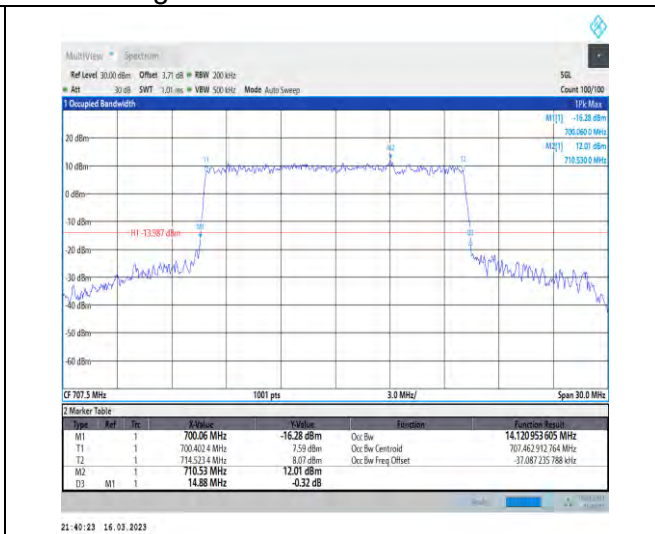 MultiView Spectrum
Ref Level 30.00 dBm Offset 3.71 dB RBW 200 kHz SGL
Att 30 dB SWT 1.01 ms VBW 500 kHz Mode Auto Sweep Count 100/100
1 Occupied Bandwidth 1Pk Max
M1[1] -16.28 dBm
700.060 0 MHz
M2[1] 12.01 dBm
710.530 0 MHz
20 dBm
M2
T1 T2
10 dBm
0 dBm
-10 dBm
M1
H1 -13.987 dBm D3
-20 dBm
-30 dBm
-40 dBm
-50 dBm
-60 dBm
CF 707.5 MHz 1001 pts 3.0 MHz/ Span 30.0 MHz
2 Marker Table
Type Ref Trc X-Value Y-Value Function Function Result
M1 1 700.06 MHz -16.28 dBm Occ Bw 14.120 953 605 MHz
T1 1 700.402 4 MHz 7.59 dBm Occ Bw Centroid 707.462 912 764 MHz
T2 1 714.523 4 MHz 8.07 dBm Occ Bw Freq Offset -37.087 235 788 kHz
M2 1 710.53 MHz 12.01 dBm
D3 M1 1 14.88 MHz -0.32 dB
21:40:23 16.03.2023